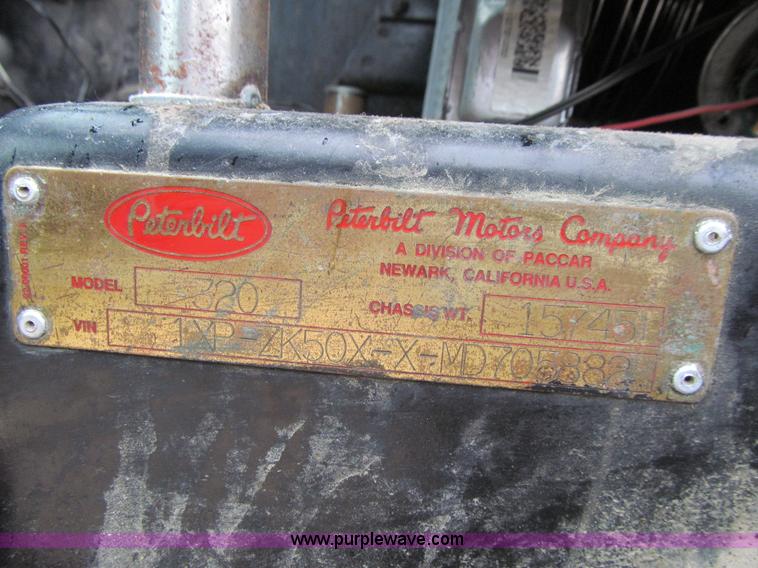 Peterbilt
Peterbilt Motors Company
A DIVISION OF PACCAR
NEWARK, CALIFORNIA U.S.A.
MODEL 320
CHASSIS WT. 15745
VIN 1XP-ZK50X-X-MD705882
www.purplewave.com